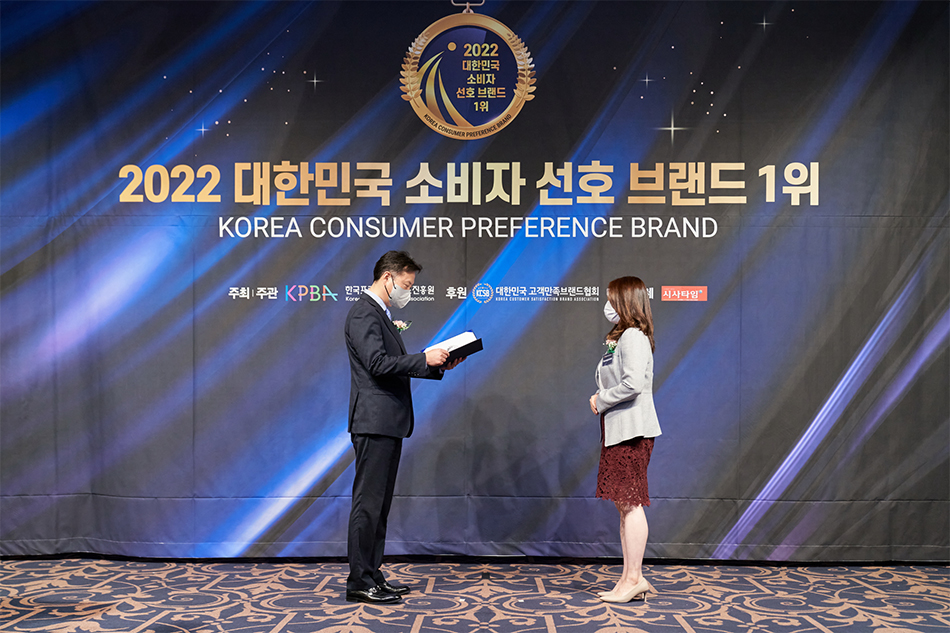 2022
대한민국
소비자
선호 브랜드
1위
KOREA CONSUMER PREFERENCE BRAND
2022 대한민국 소비자 선호 브랜드 1위
KOREA CONSUMER PREFERENCE BRAND
주최 | 주관 KPBA 후원 KCSB 대한민국 고객만족브랜드협회 시사타임
KOREA CUSTOMER SATISFACTION BRAND ASSOCIATION